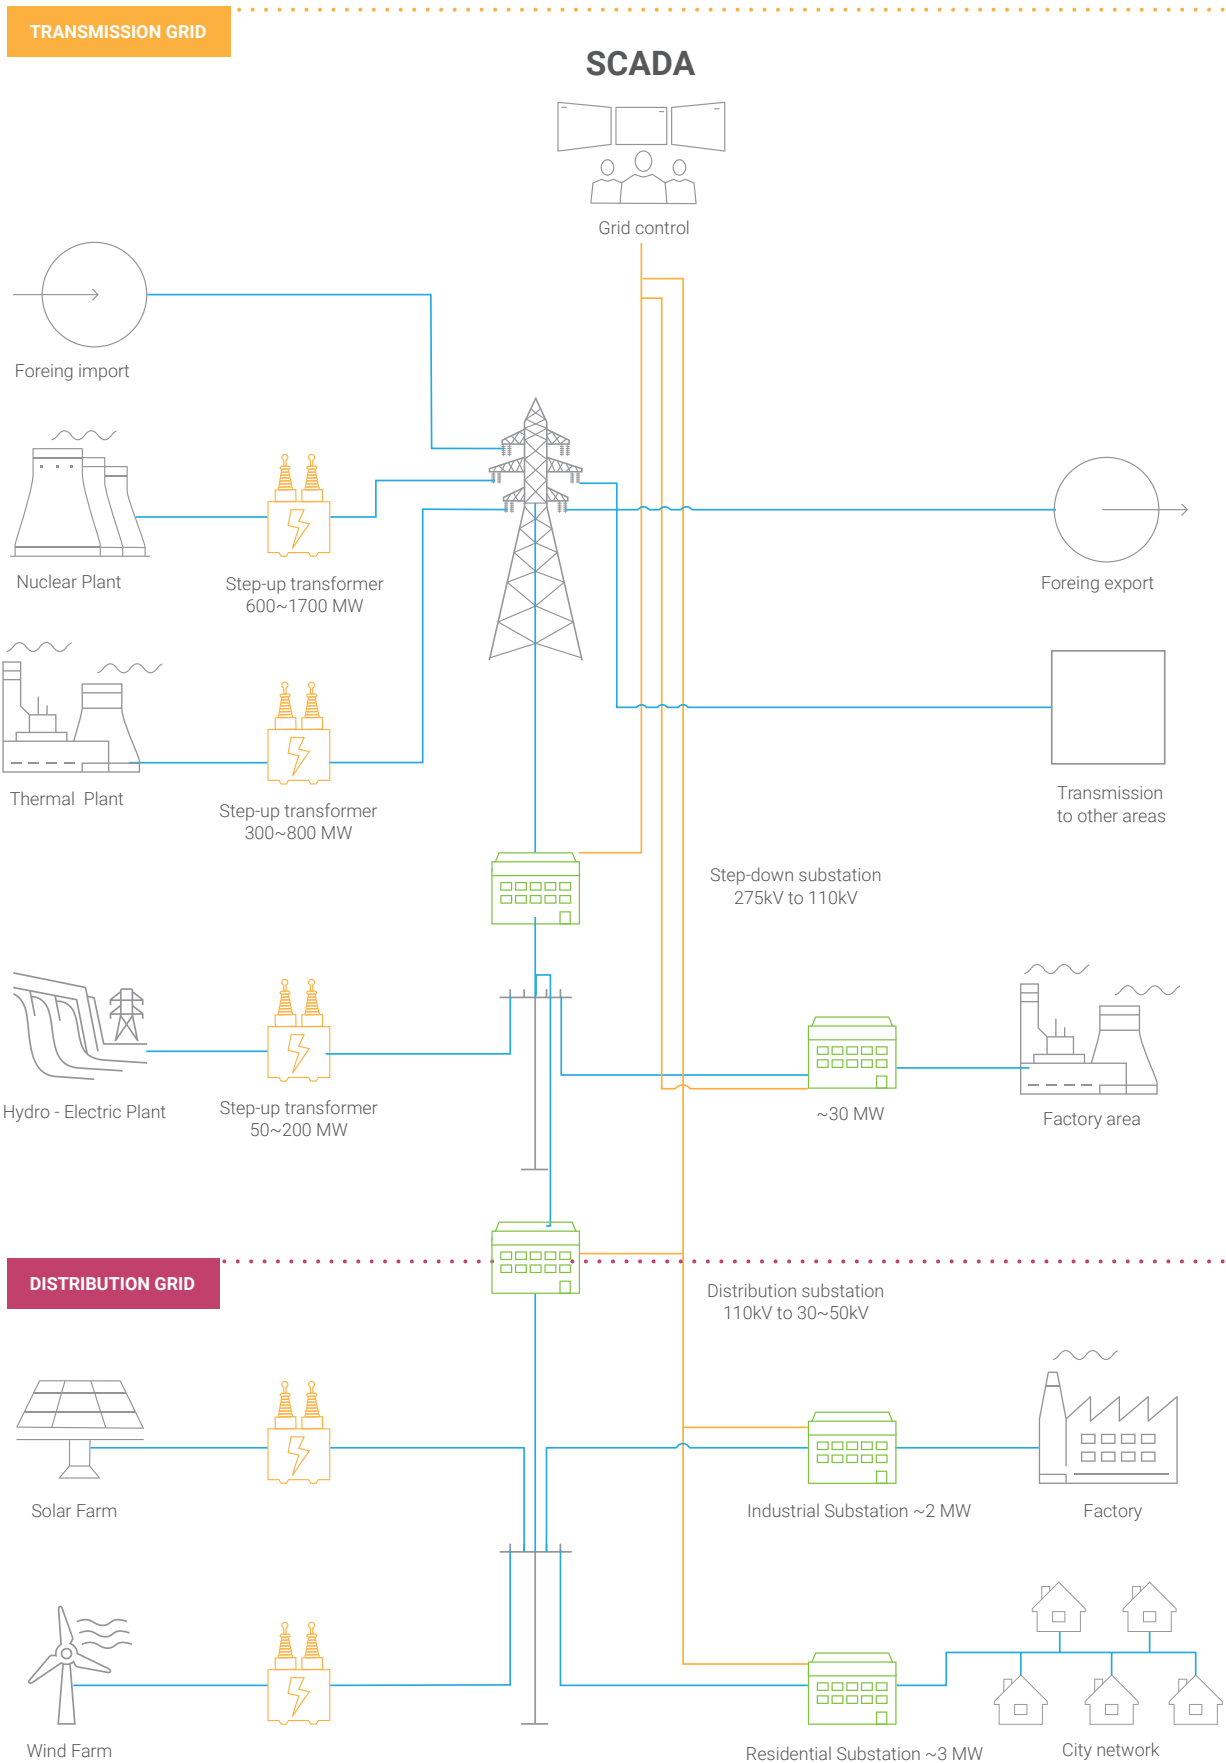 TRANSMISSION GRID
SCADA
Grid control
Foreing import
Nuclear Plant
Step-up transformer
600~1700 MW
Foreing export
Thermal Plant
Step-up transformer
300~800 MW
Transmission
to other areas
Step-down substation
275kV to 110kV
Hydro - Electric Plant
Step-up transformer
50~200 MW
~30 MW
Factory area
DISTRIBUTION GRID
Distribution substation
110kV to 30~50kV
Solar Farm
Industrial Substation ~2 MW
Factory
Wind Farm
Residential Substation ~3 MW
City network